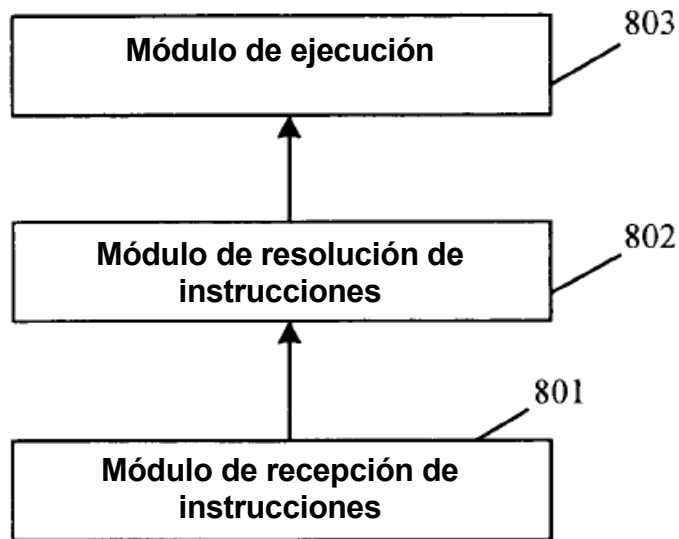 803
Módulo de ejecución
802
Módulo de resolución de
instrucciones
801
Módulo de recepción de
instrucciones